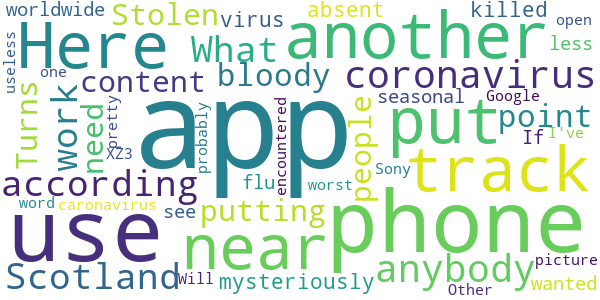 worldwide Stolen virus absent killed open
Here What another less
useless one Turns work content bloody coronavirus
need pretty XZ3 app probably encountered people seasonal Google If I've
put point
according flu worst Sony track
word caronavirus see putting phone
use near anybody picture
Scotland Will mysteriously Other wanted